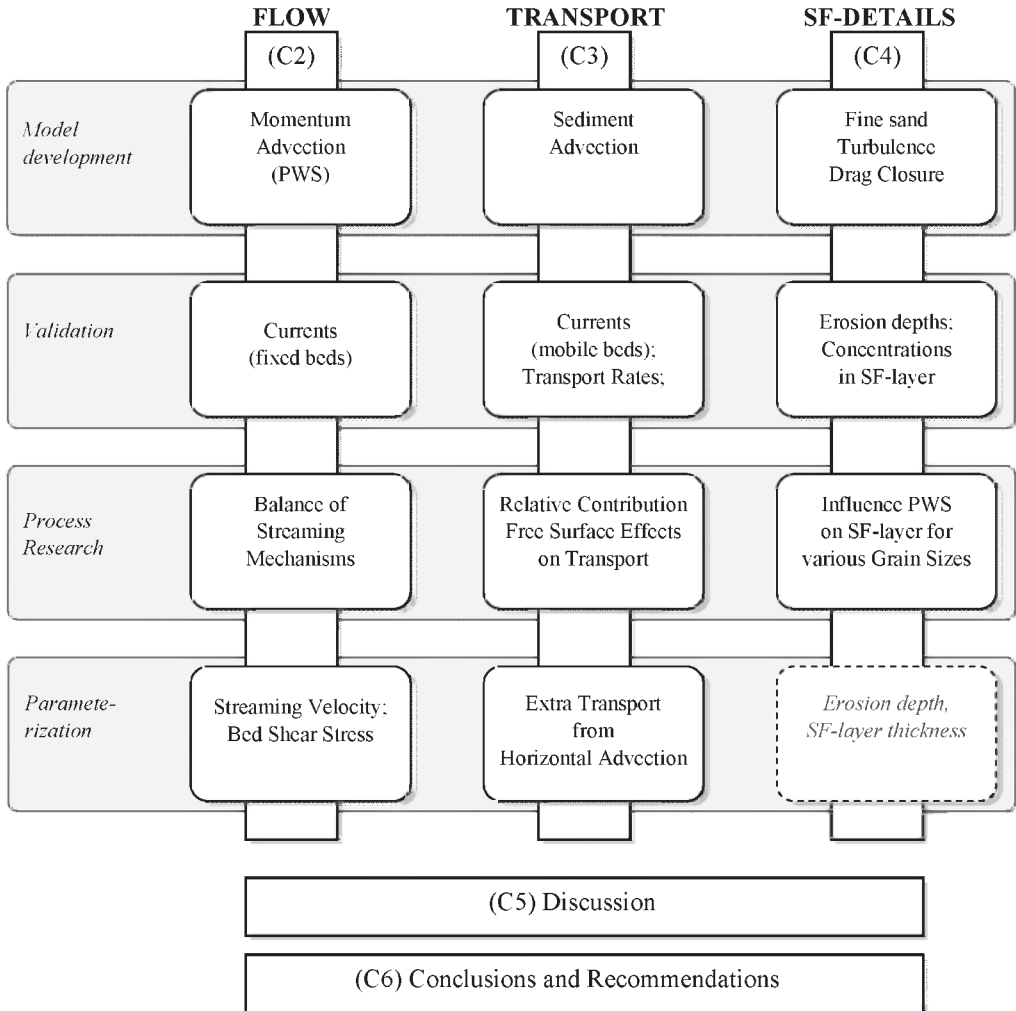 FLOW
TRANSPORT
SF-DETAILS
(C2)
(C3)
(C4)
Model
development
Momentum
Advection
(PWS)
Sediment
Advection
Fine sand
Turbulence
Drag Closure
Validation
Currents
(fixed beds)
Currents
(mobile beds);
Transport Rates;
Erosion depths;
Concentrations
in SF-layer
Process
Research
Balance of
Streaming
Mechanisms
Relative Contribution
Free Surface Effects
on Transport
Influence PWS
on SF-layer for
various Grain Sizes
Parame­te-
rization
Streaming Velocity;
Bed Shear Stress
Extra Transport
from
Horizontal Advection
Erosion depth,
SF-layer thickness
(C5) Discussion
(C6) Conclusions and Recommendations